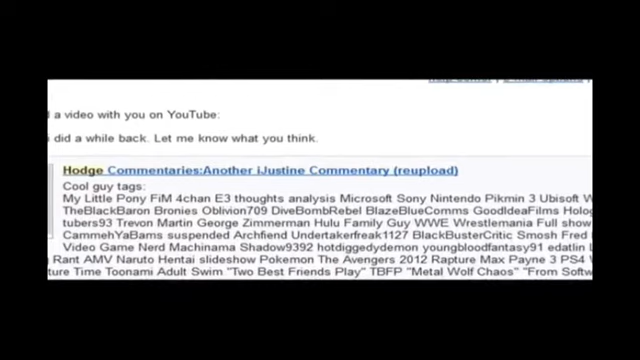 d a video with you on YouTube:
did a while back. Let me know what you think.
Hodge Commentaries:Another iJustine Commentary (reupload)
Cool guy tags:
My Little Pony FiM 4chan E3 thoughts analysis Microsoft Sony Nintendo Pikmin 3 Ubisoft W
TheBlackBaron Bronies Oblivion709 DiveBombRebel BlazeBlueComms GoodIdeaFilms Holog
tubers93 Trevon Martin George Zimmerman Hulu Family Guy WWE Wrestlemania Full show
CammehYaBams suspended Archfiend Undertakerfreak1127 BlackBusterCritic Smosh Fred
Video Game Nerd Machinama Shadow9392 hotdiggedydemon youngbloodfantasy91 edatlin L
Rant AMV Naruto Hentai slideshow Pokemon The Avengers 2012 Rapture Max Payne 3 PS4
ture Time Toonami Adult Swim "Two Best Friends Play" TBFP "Metal Wolf Chaos" "From Softw